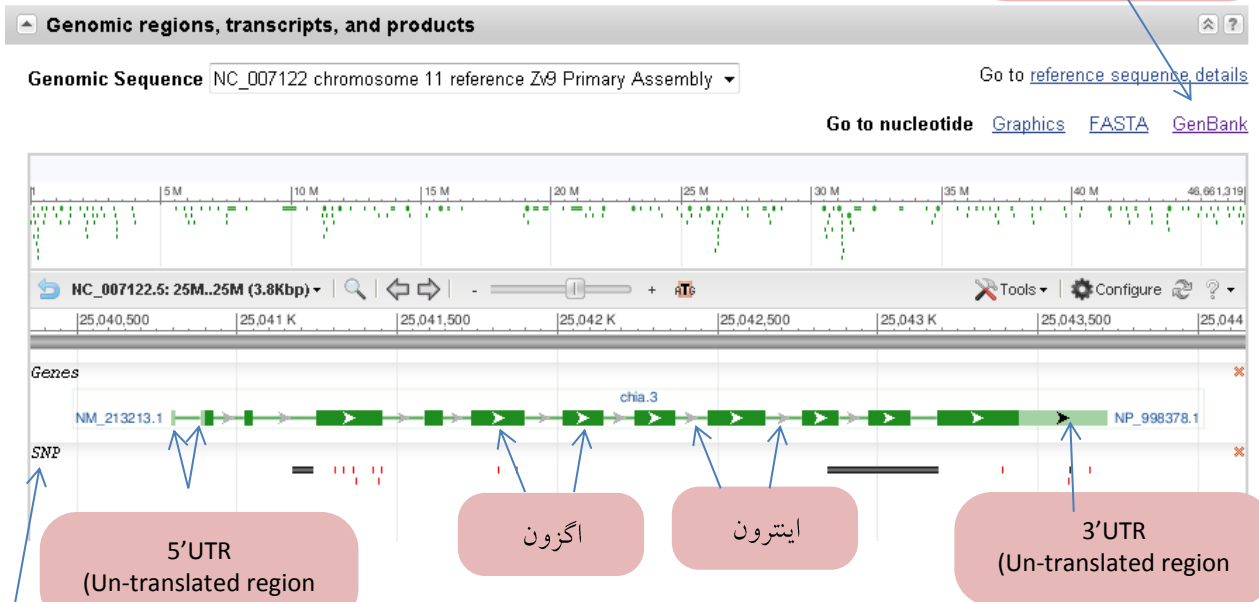 Genomic regions, transcripts, and products
?
Genomic Sequence NC_007122 chromosome 11 reference Zv9 Primary Assembly
Go to reference sequence details
Go to nucleotide Graphics FASTA GenBank
1 5 M 10 M 15 M 20 M 25 M 30 M 35 M 40 M 46,661,319
NC_007122.5: 25M..25M (3.8Kbp) - + ATG Tools Configure ?
25,040,500 25,041 K 25,041,500 25,042 K 25,042,500 25,043 K 25,043,500 25,044
Genes
chia.3
NM_213213.1 NP_998378.1
SNP
5’UTR
(Un-translated region
اگزون
اینترون
3’UTR
(Un-translated region